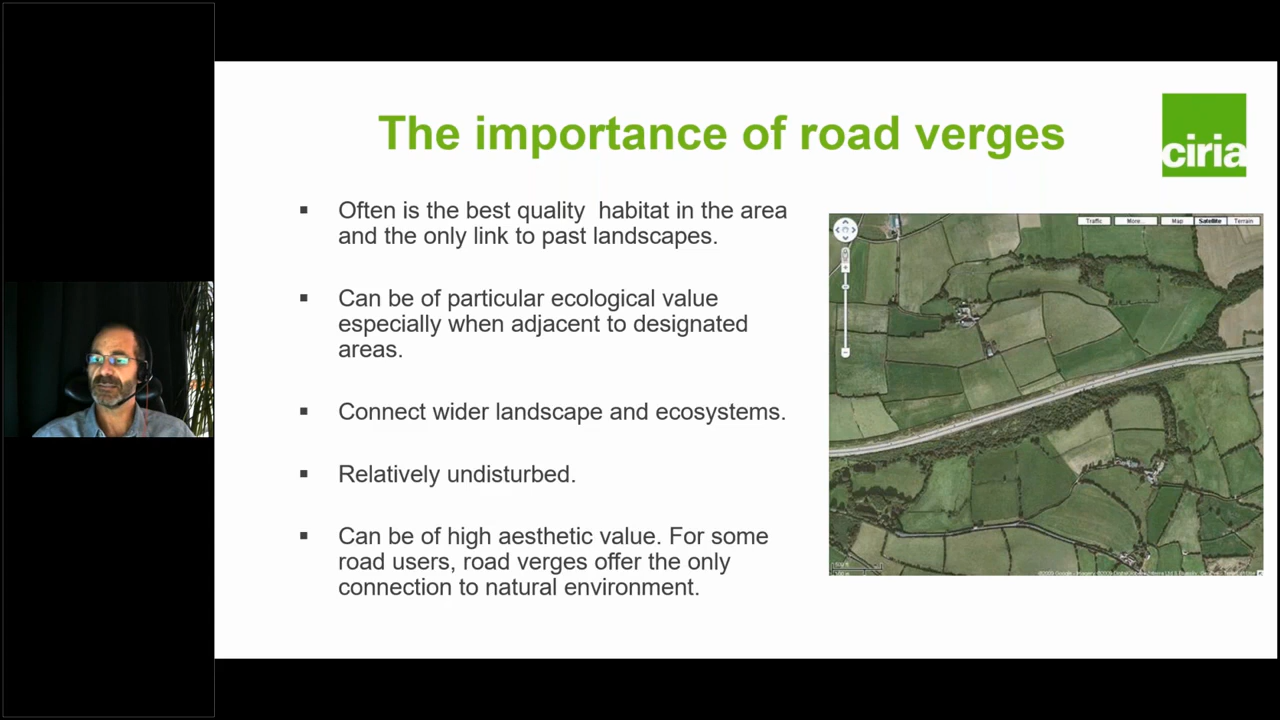 The importance of road verges
ciria
Often is the best quality  habitat in the area
and the only link to past landscapes.
Can be of particular ecological value
especially when adjacent to designated
areas.
Connect wider landscape and ecosystems.
Relatively undisturbed.
Can be of high aesthetic value. For some
road users, road verges offer the only
connection to natural environment.
Traffic More... Map Satellite Terrain